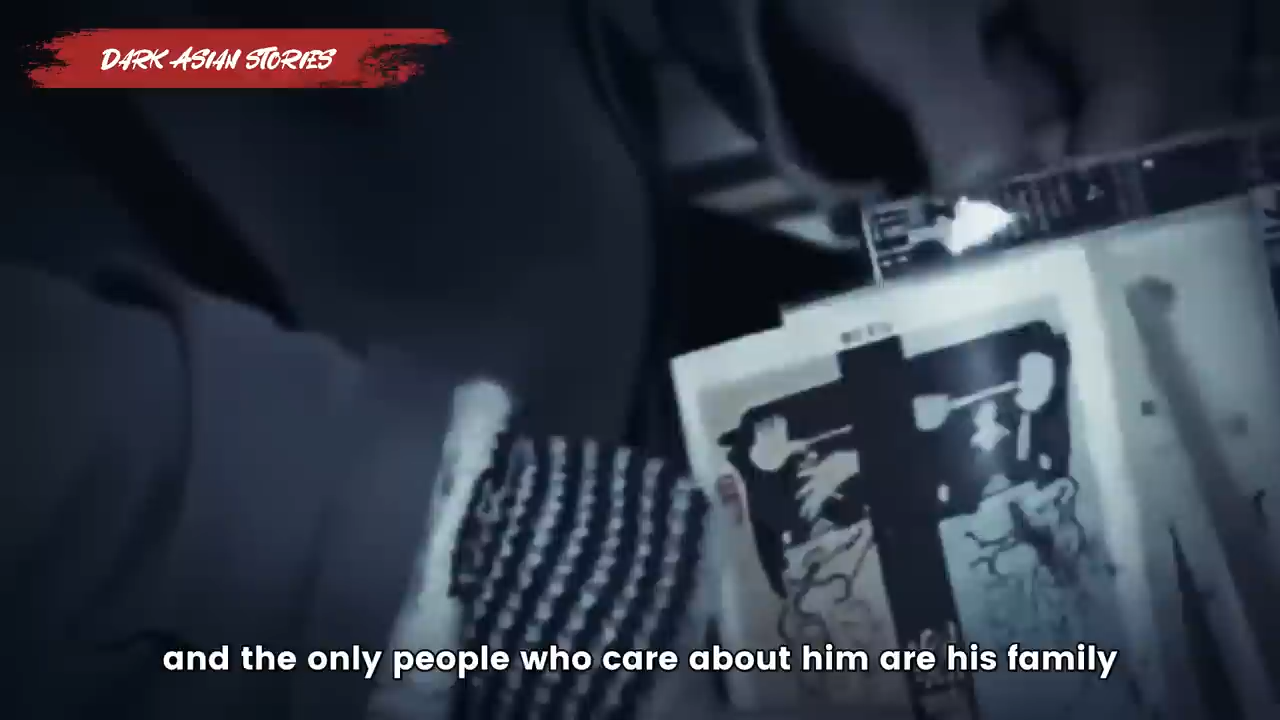 DARK ASIAN STORIES
and the only people who care about him are his family